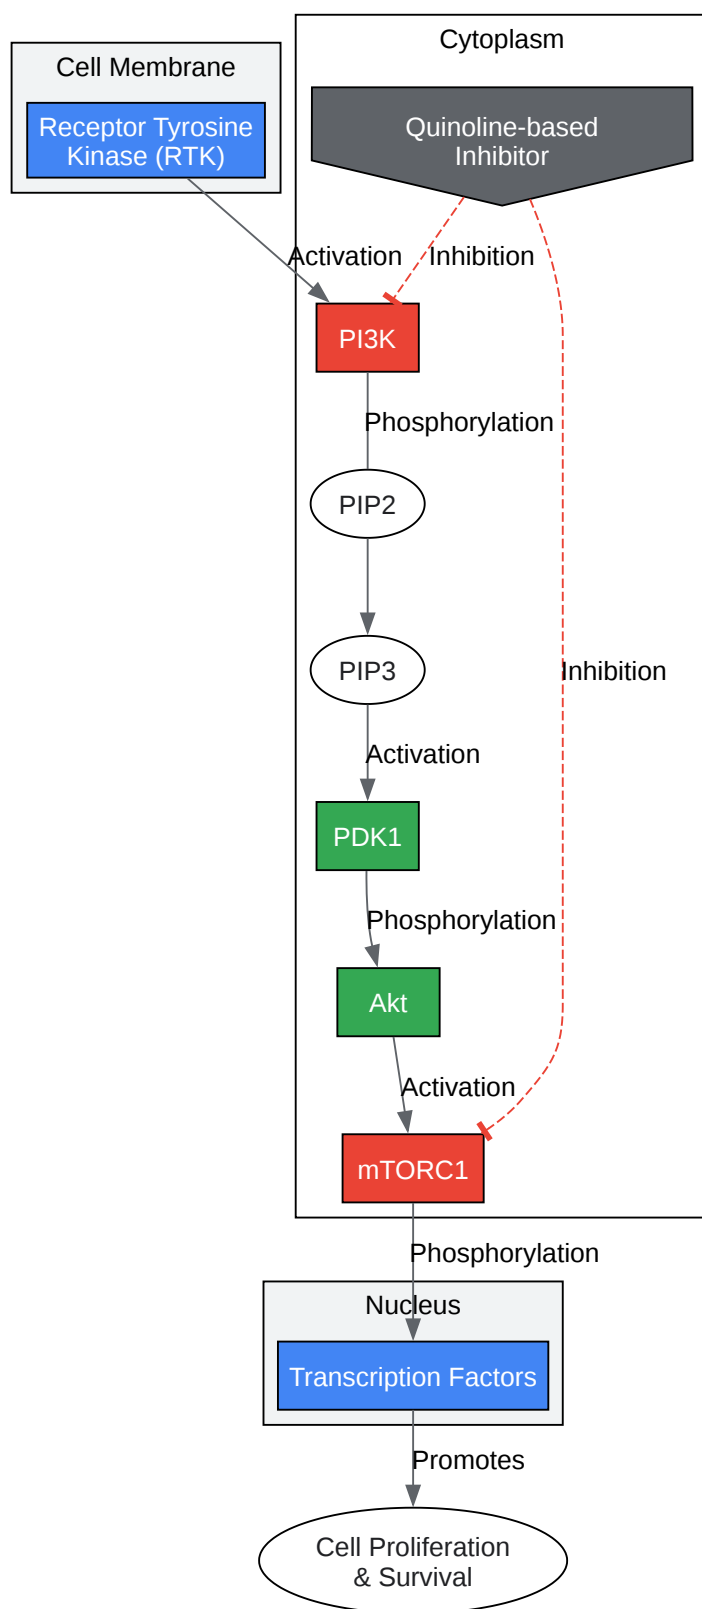 Cytoplasm
Cell Membrane
Receptor Tyrosine
Kinase (RTK)
Quinoline-based
Inhibitor
Activation
Inhibition
PI3K
Phosphorylation
PIP2
PIP3
Inhibition
Activation
PDK1
Phosphorylation
Akt
Activation
mTORC1
Phosphorylation
Nucleus
Transcription Factors
Promotes
Cell Proliferation
& Survival